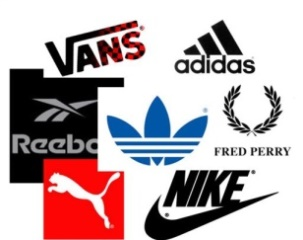 VANS
adidas
Reebo
FRED PERRY
NIKE